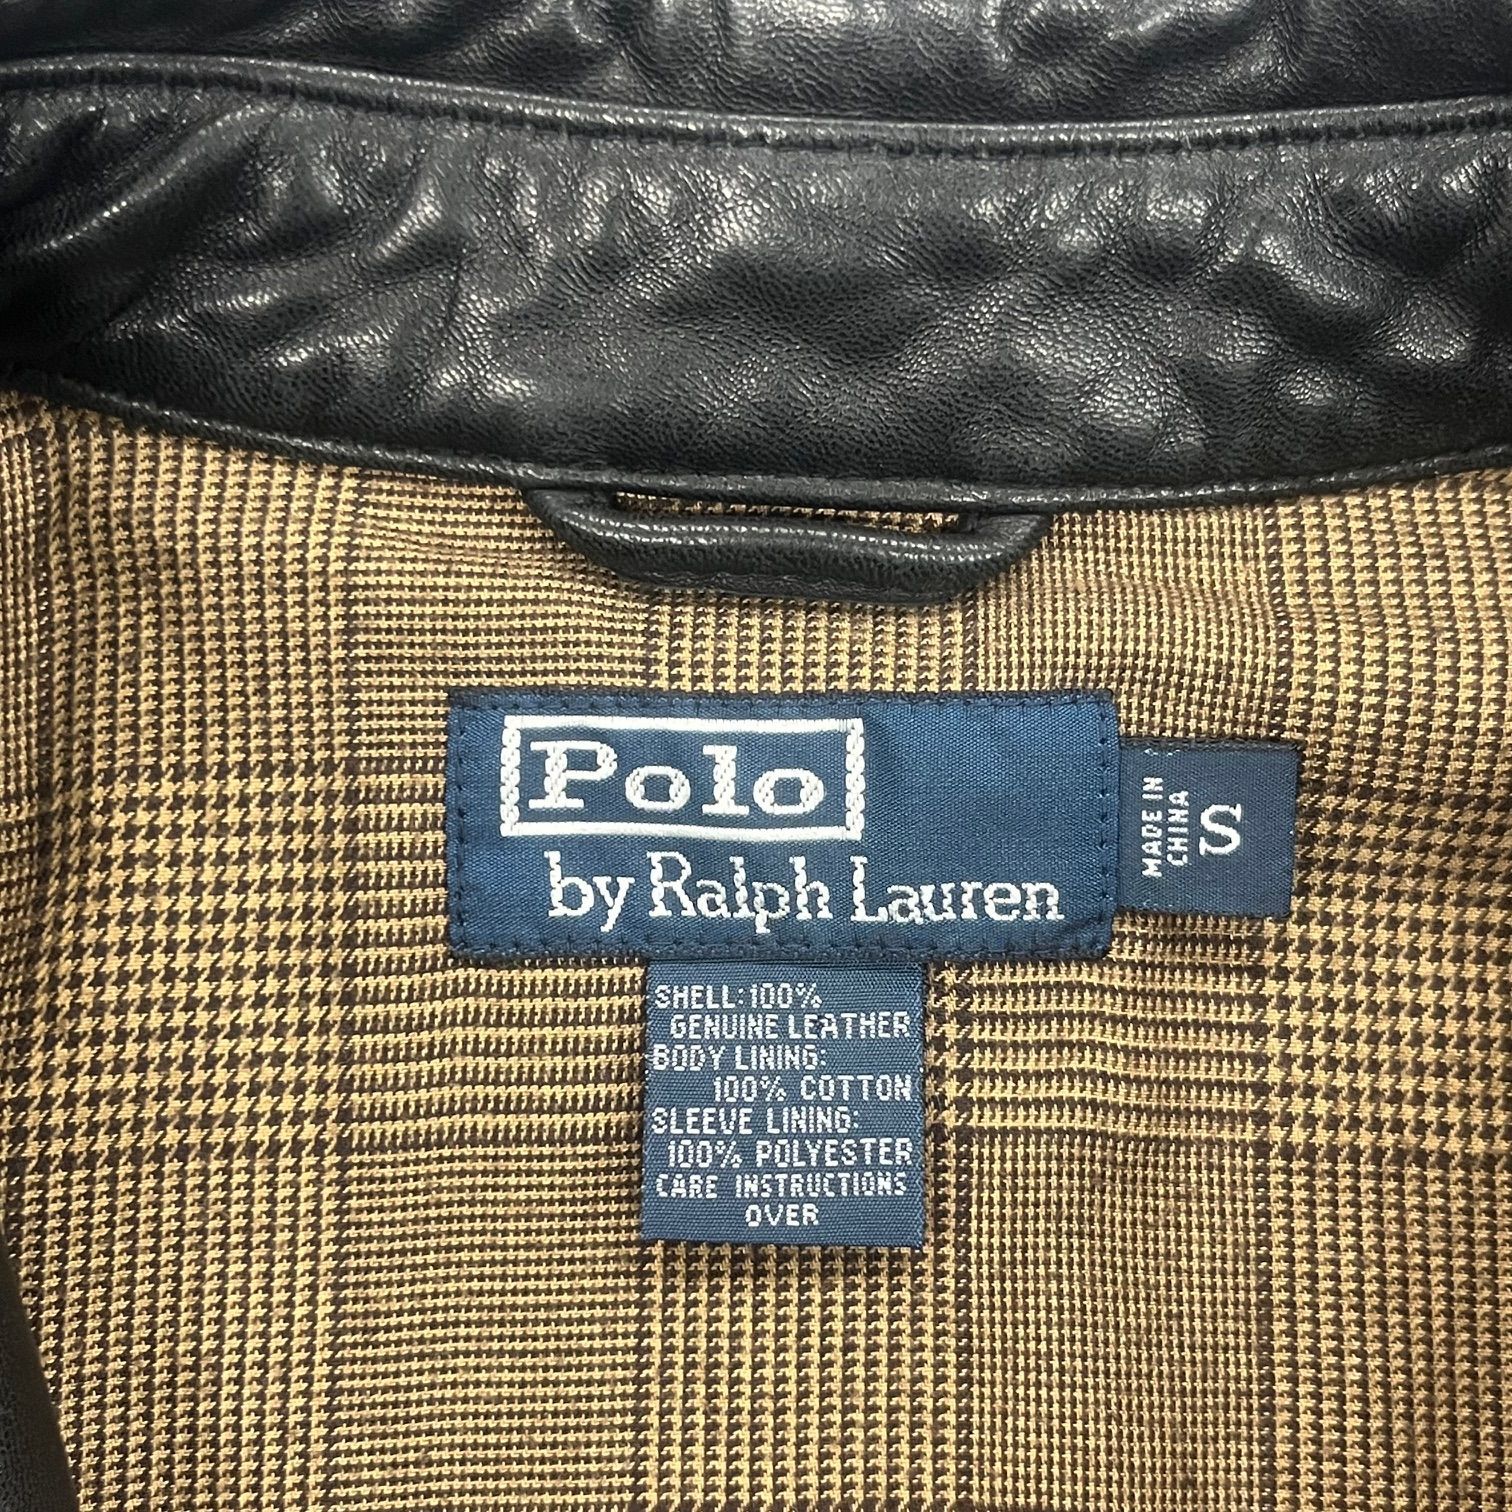 Polo
by Ralph Lauren
MADE IN
CHINA
S
SHELL:100%
GENUINE LEATHER
BODY LINING:
100% COTTON
SLEEVE LINING:
100% POLYESTER
CARE INSTRUCTIONS
OVER